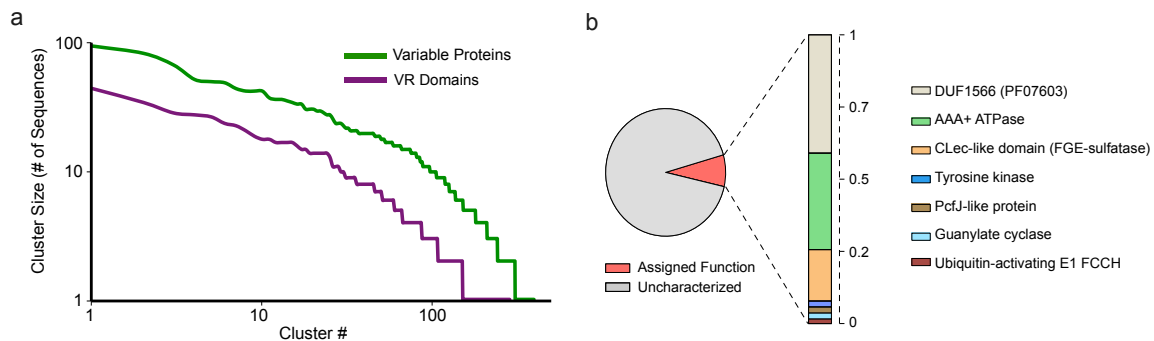 a
Cluster Size (# of Sequences)
100
10
1
1
10
100
Cluster #
Variable Proteins
VR Domains
b
Assigned Function
Uncharacterized
1
0.7
0.5
0.2
0
DUF1566 (PF07603)
AAA+ ATPase
CLec-like domain (FGE-sulfatase)
Tyrosine kinase
PcfJ-like protein
Guanylate cyclase
Ubiquitin-activating E1 FCCH